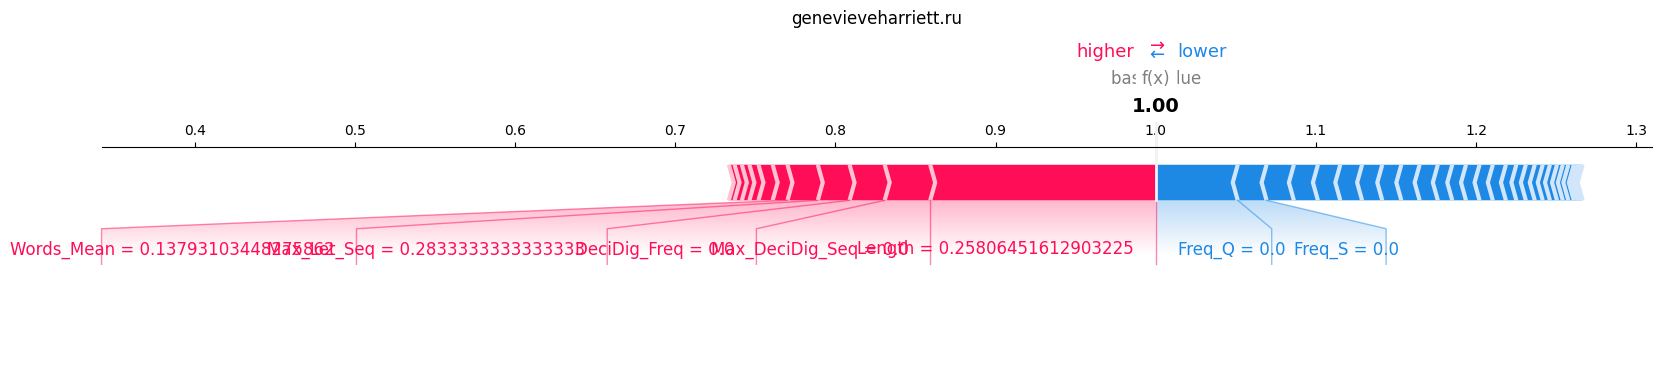 genevieveharriett.ru
higher ⇄ lower
bas f(x) lue
1.00
0.4 0.5 0.6 0.7 0.8 0.9 1.0 1.1 1.2 1.3
Words_Mean = 0.13793103448275862 Max_Let_Seq = 0.2833333333333333 DeciDig_Freq = 0.0 Max_DeciDig_Seq = 0.0 Length = 0.25806451612903225 Freq_Q = 0.0 Freq_S = 0.0